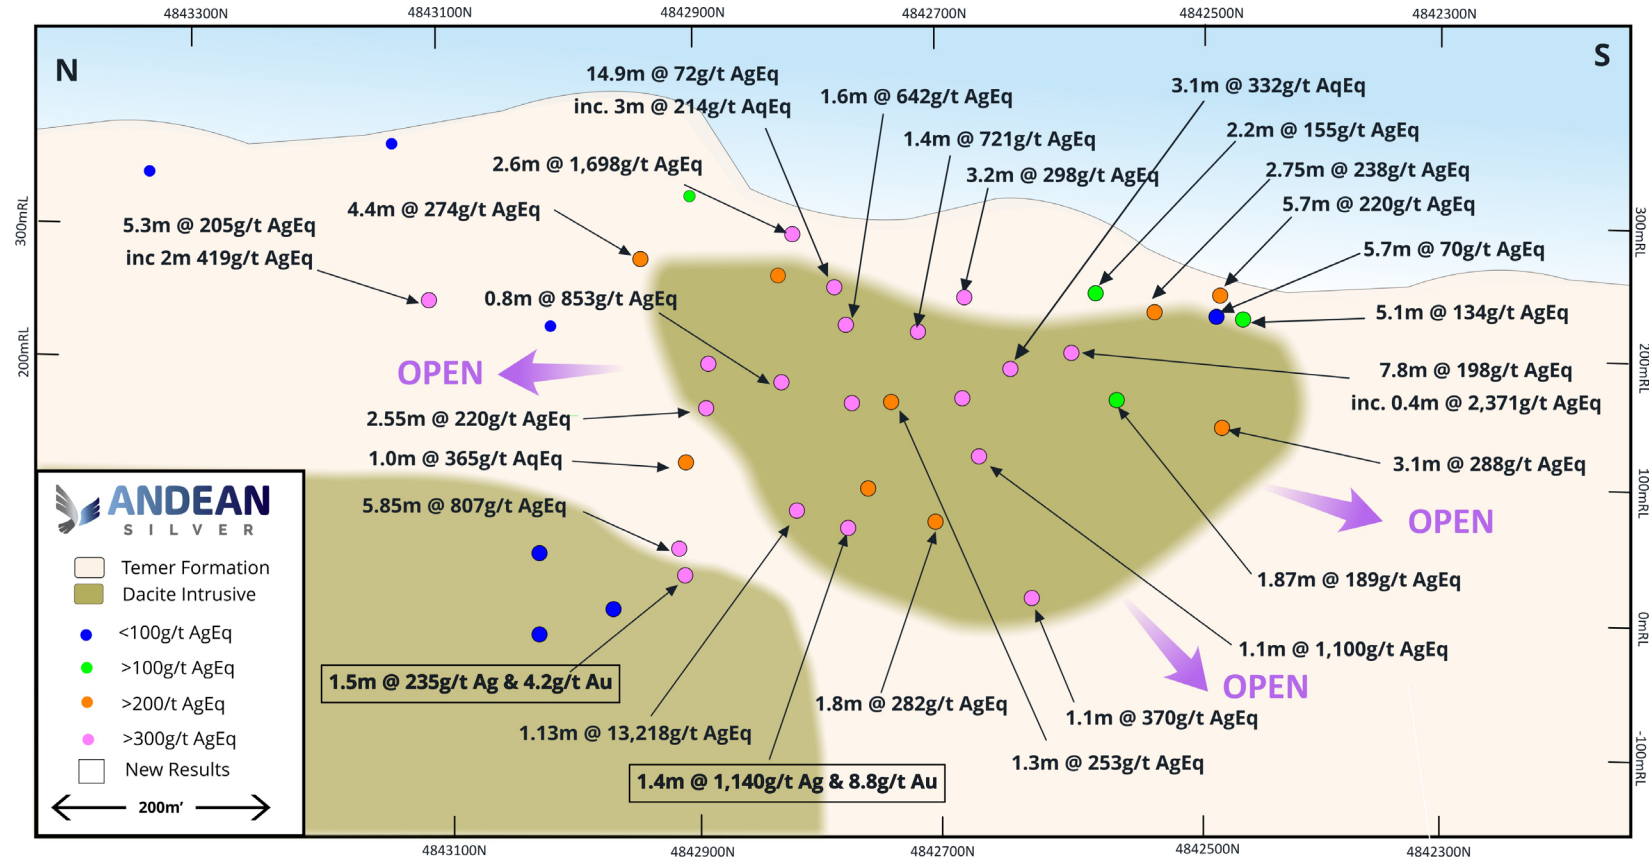 4843300N
4843100N
4842900N
4842700N
4842500N
4842300N
N
S
14.9m @ 72g/t AgEq
inc. 3m @ 214g/t AqEq
1.6m @ 642g/t AgEq
3.1m @ 332g/t AqEq
1.4m @ 721g/t AgEq
2.2m @ 155g/t AgEq
2.6m @ 1,698g/t AgEq
3.2m @ 298g/t AgEq
2.75m @ 238g/t AgEq
4.4m @ 274g/t AgEq
5.7m @ 220g/t AgEq
300mRL
5.3m @ 205g/t AgEq
inc 2m 419g/t AgEq
300mRL
5.7m @ 70g/t AgEq
0.8m @ 853g/t AgEq
5.1m @ 134g/t AgEq
200mRL
200mRL
OPEN
7.8m @ 198g/t AgEq
inc. 0.4m @ 2,371g/t AgEq
2.55m @ 220g/t AgEq
1.0m @ 365g/t AqEq
3.1m @ 288g/t AgEq
100mRL
5.85m @ 807g/t AgEq
OPEN
ANDEAN
SILVER
Temer Formation
Dacite Intrusive
<100g/t AgEq
>100g/t AgEq
>200/t AgEq
>300g/t AgEq
New Results
200m’
1.87m @ 189g/t AgEq
0mRL
1.1m @ 1,100g/t AgEq
1.5m @ 235g/t Ag & 4.2g/t Au
OPEN
1.8m @ 282g/t AgEq
1.1m @ 370g/t AgEq
1.13m @ 13,218g/t AgEq
-100mRL
1.3m @ 253g/t AgEq
1.4m @ 1,140g/t Ag & 8.8g/t Au
4843100N
4842900N
4842700N
4842500N
4842300N